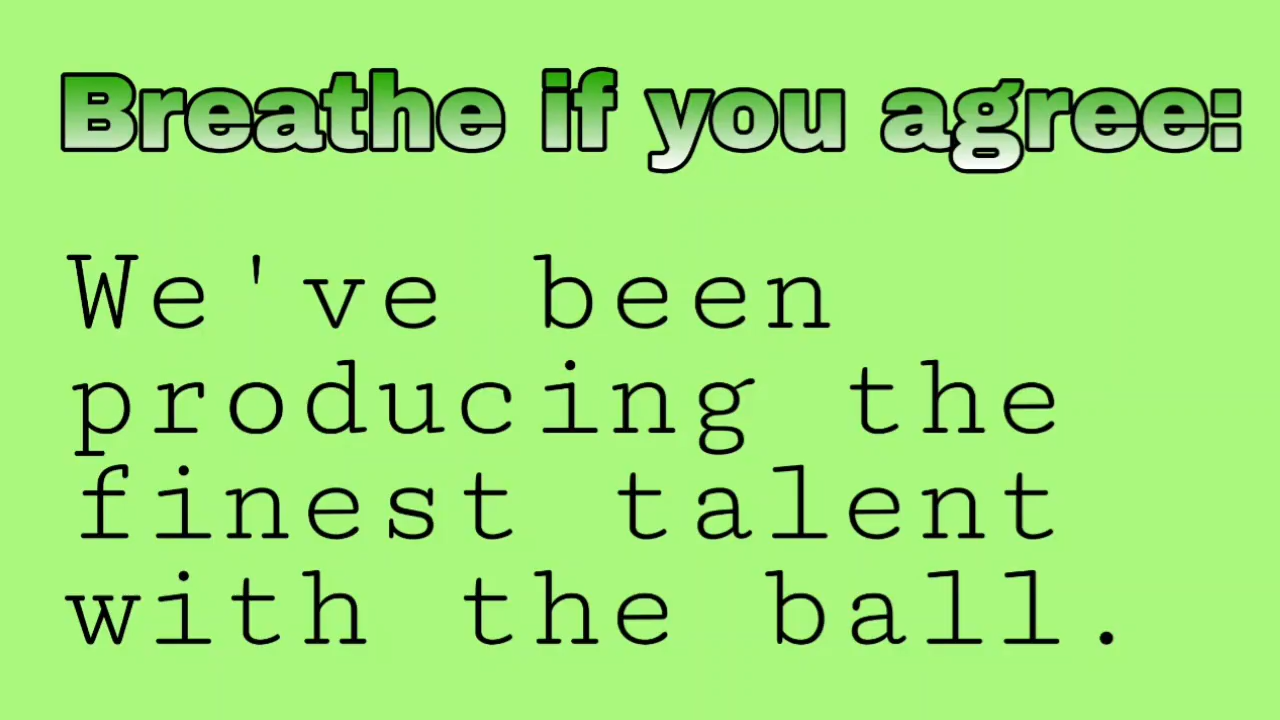 Breathe if you agree:
We've been
producing the
finest talent
with the ball.